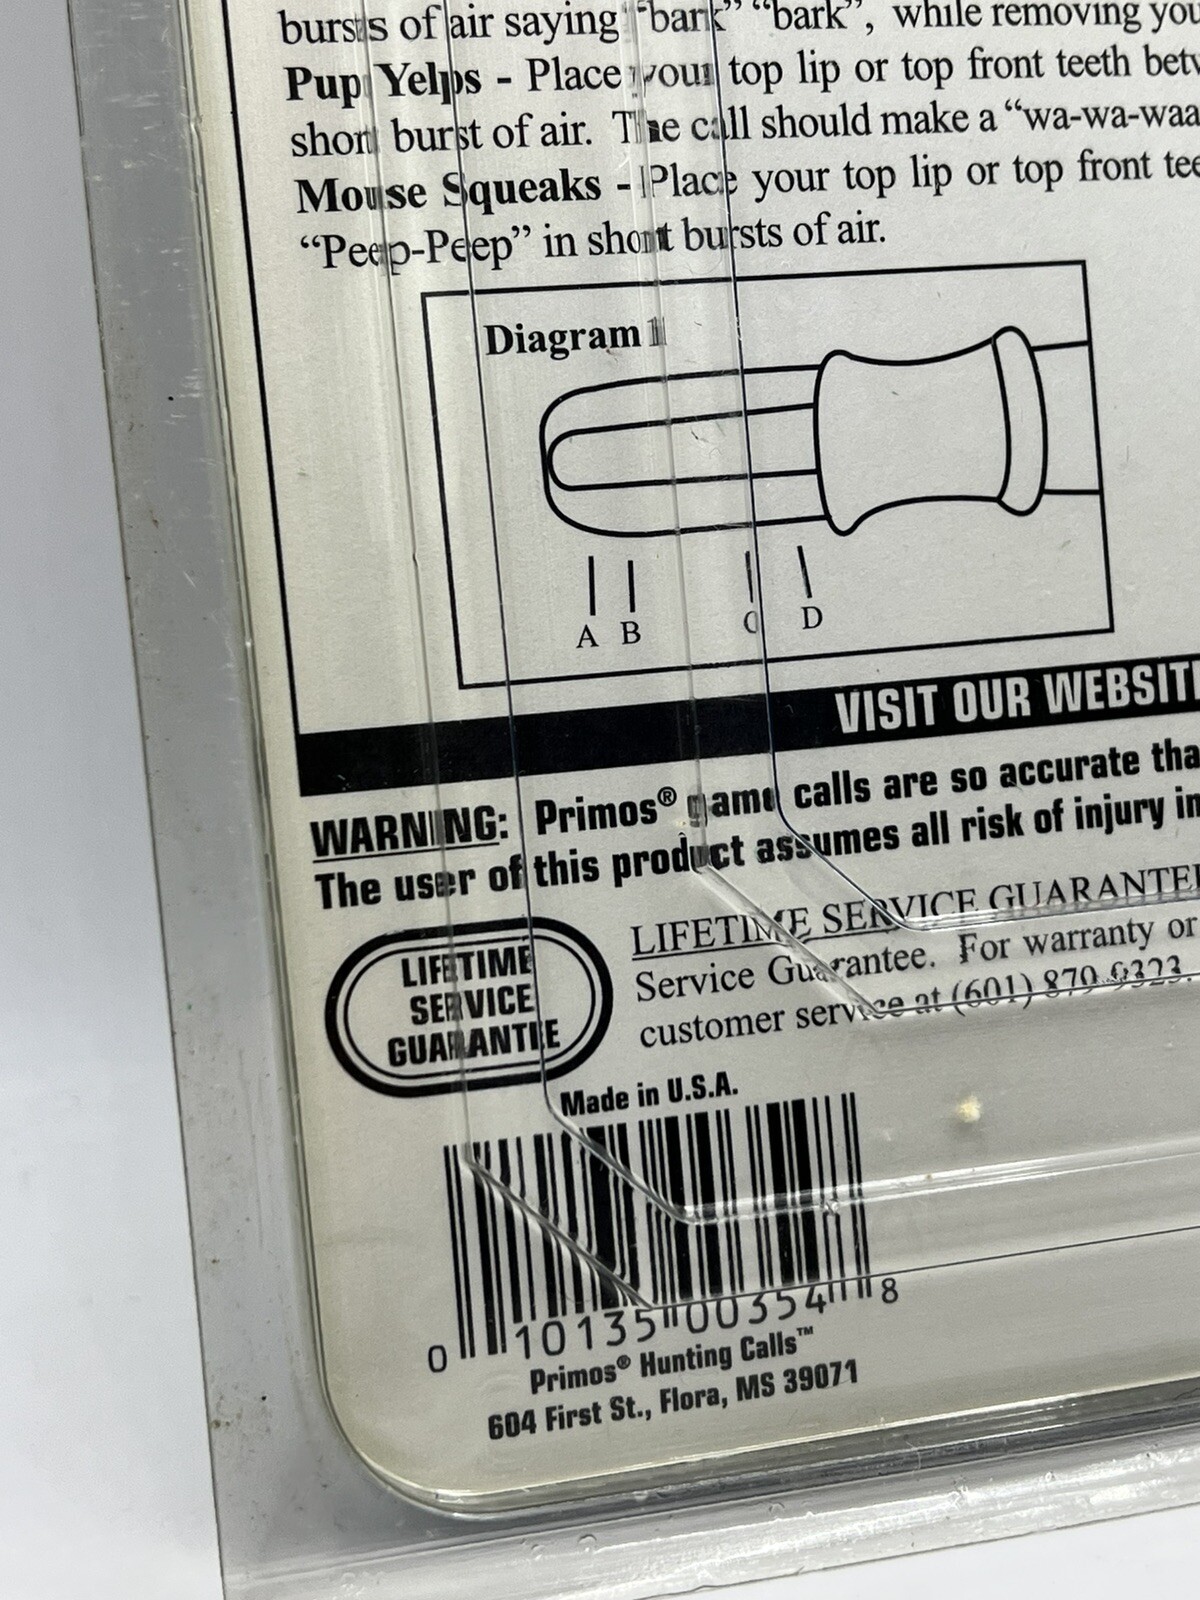 bursts of air saying "bark" "bark", while removing
Pup Yelps - Place your top lip or top front teeth
short burst of air. The call should make a "wa-wa-waa
Mouse Squeaks - Place your top lip or top front
"Peep-Peep" in short bursts of air.
Diagram 1
A B C D
VISIT OUR WEBSITE
WARNING: Primos® game calls are so accurate
The user of this product assumes all risk of injury
LIFETIME
SERVICE
GUARANTEE
LIFETIME SERVICE GUARANTEE
Service Guarantee. For warranty or
customer service at (601) 879-9323.
Made in U.S.A.
0 10135 00354 8
Primos® Hunting Calls™
604 First St., Flora, MS 39071